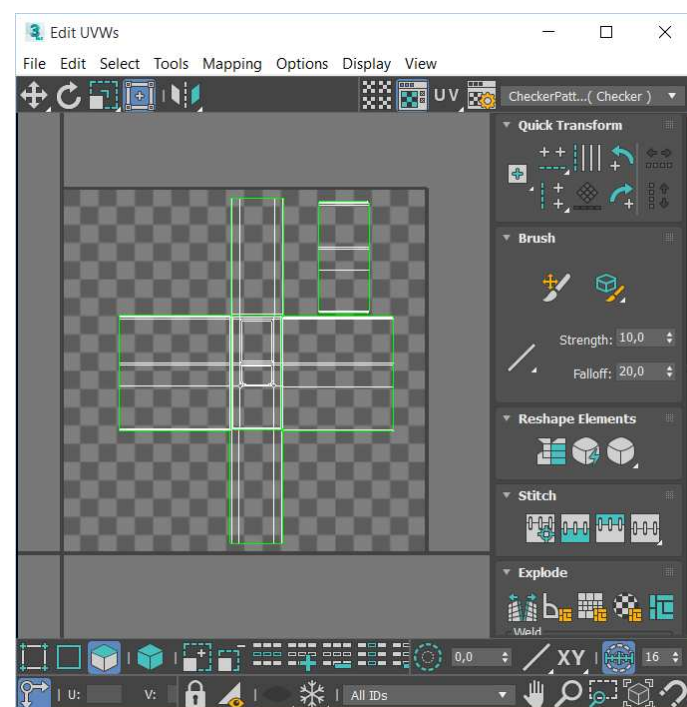 3 Edit UVWs
File Edit Select Tools Mapping Options Display View
UV CheckerPatt...( Checker )
Quick Transform
Brush
Strength: 10,0
Falloff: 20,0
Reshape Elements
Stitch
Explode
Weld
0,0 XY 16
U: V: All IDs